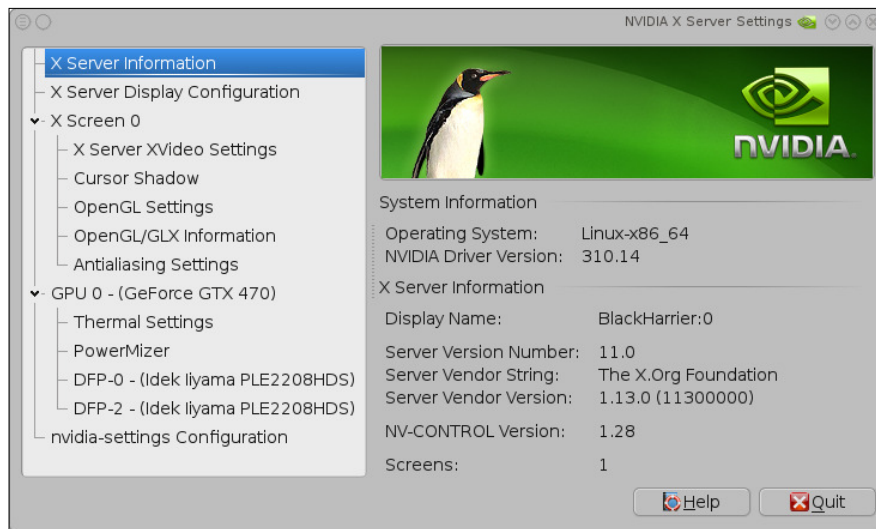 NVIDIA X Server Settings
X Server Information
X Server Display Configuration
X Screen 0
X Server XVideo Settings
Cursor Shadow
OpenGL Settings
OpenGL/GLX Information
Antialiasing Settings
GPU 0 - (GeForce GTX 470)
Thermal Settings
PowerMizer
DFP-0 - (Idek Iiyama PLE2208HDS)
DFP-2 - (Idek Iiyama PLE2208HDS)
nvidia-settings Configuration
NVIDIA.
System Information
Operating System: Linux-x86_64
NVIDIA Driver Version: 310.14
X Server Information
Display Name: BlackHarrier:0
Server Version Number: 11.0
Server Vendor String: The X.Org Foundation
Server Vendor Version: 1.13.0 (11300000)
NV-CONTROL Version: 1.28
Screens: 1
Help
Quit